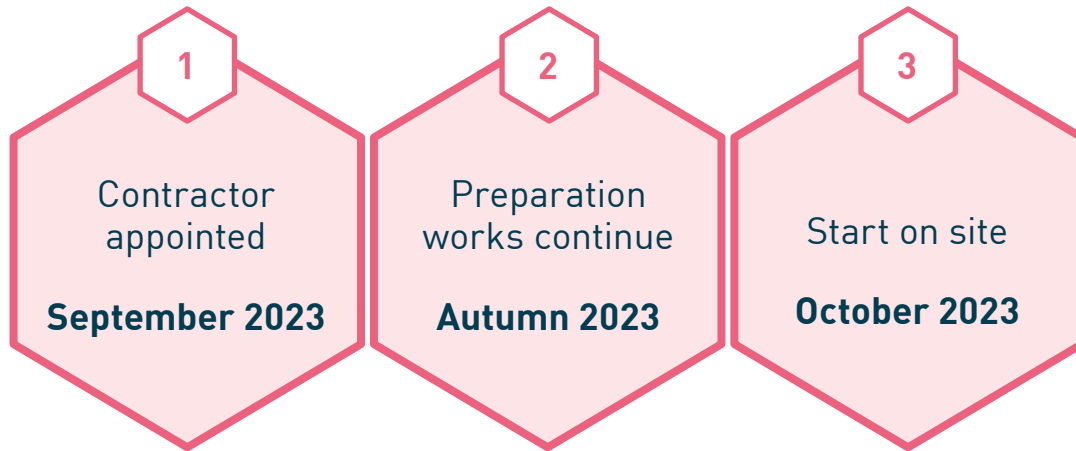 1
Contractor
appointed
September 2023
2
Preparation
works continue
Autumn 2023
3
Start on site
October 2023